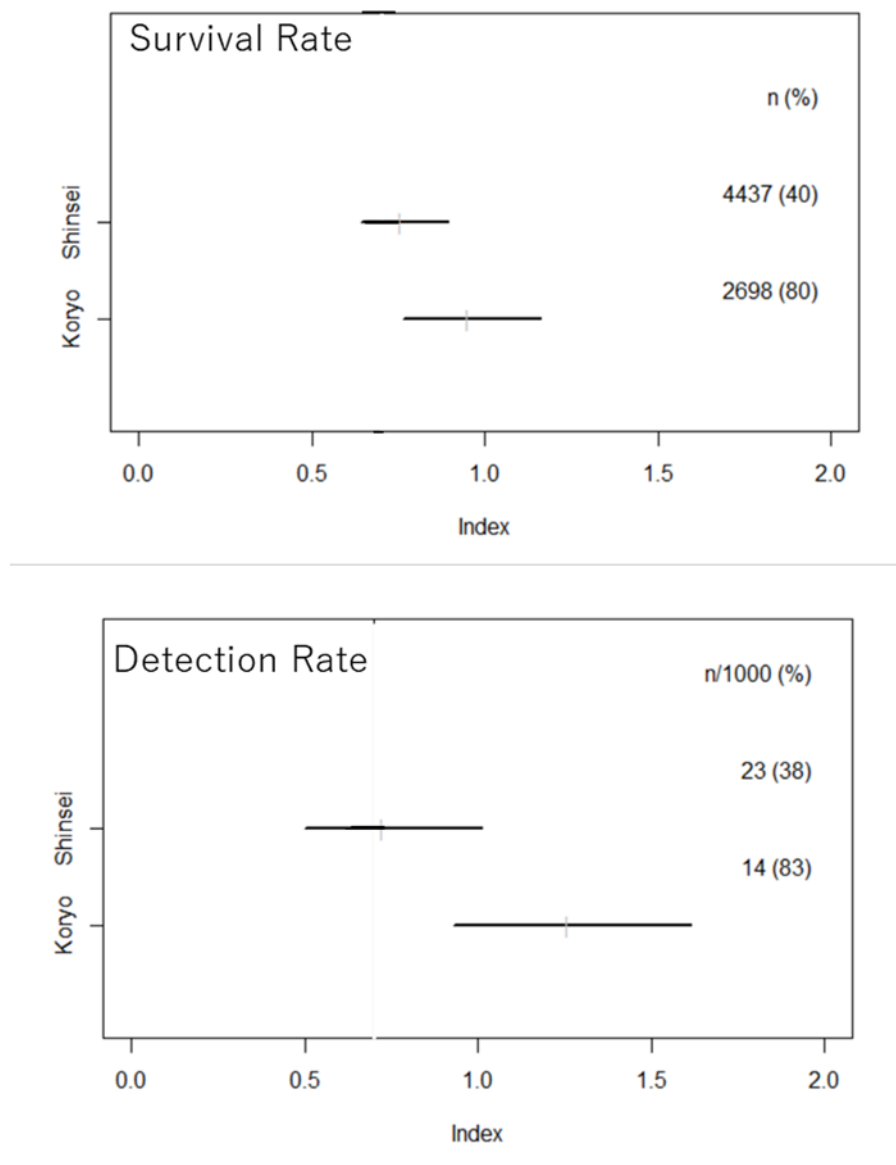 Survival Rate
n (%)
Shinsei
4437 (40)
Koryo
2698 (80)
0.0 0.5 1.0 1.5 2.0
Index
Detection Rate
n/1000 (%)
Shinsei
23 (38)
Koryo
14 (83)
0.0 0.5 1.0 1.5 2.0
Index